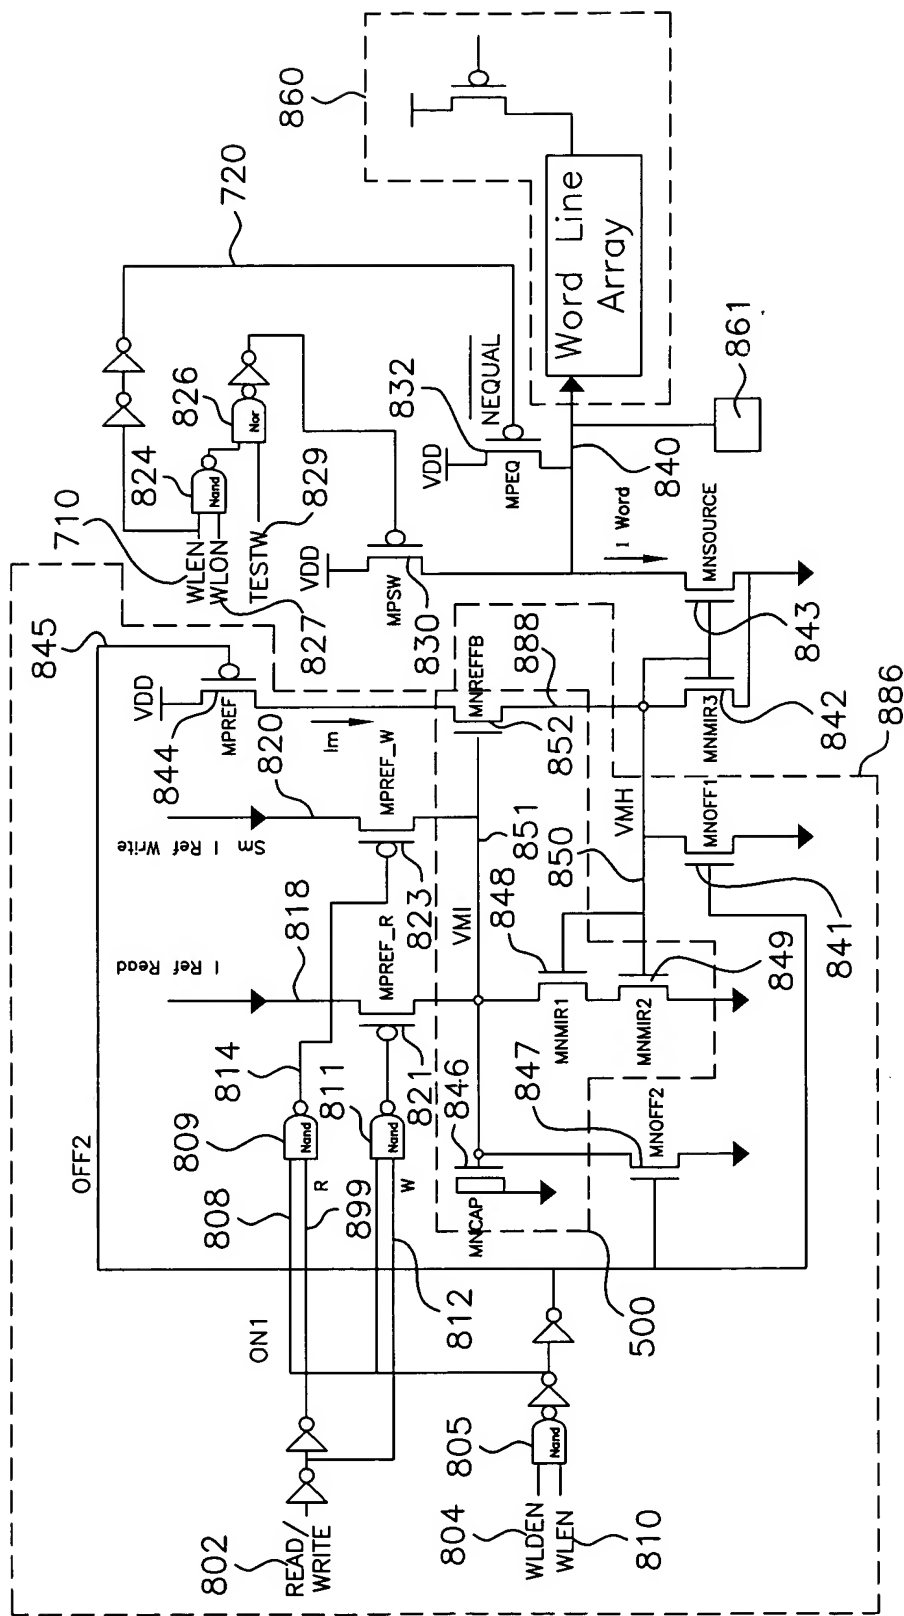 860
720
NEQUAL
832
VDD
MPEQ
Word Line
Array
861
840
I Word
710
824
826
Nand
Nor
WLEN
WLON
TESTW
829
827
VDD
MPSW
830
MNSOURCE
843
845
VDD
844
MPREF
Im
MNREFFB
852
888
MNMIR3
842
886
820
Sm I Ref Write
MPREF_W
823
VMI
851
VMH
850
MNOFF1
841
818
I Ref Read
MPREF_R
821
848
MNMIR1
MNMIR2
849
814
809
Nand
811
Nand
846
MNCAP
847
MNOFF2
OFF2
808
R
899
W
812
ON1
500
805
Nand
802
READ/
WRITE
804
WLDEN
WLEN
810